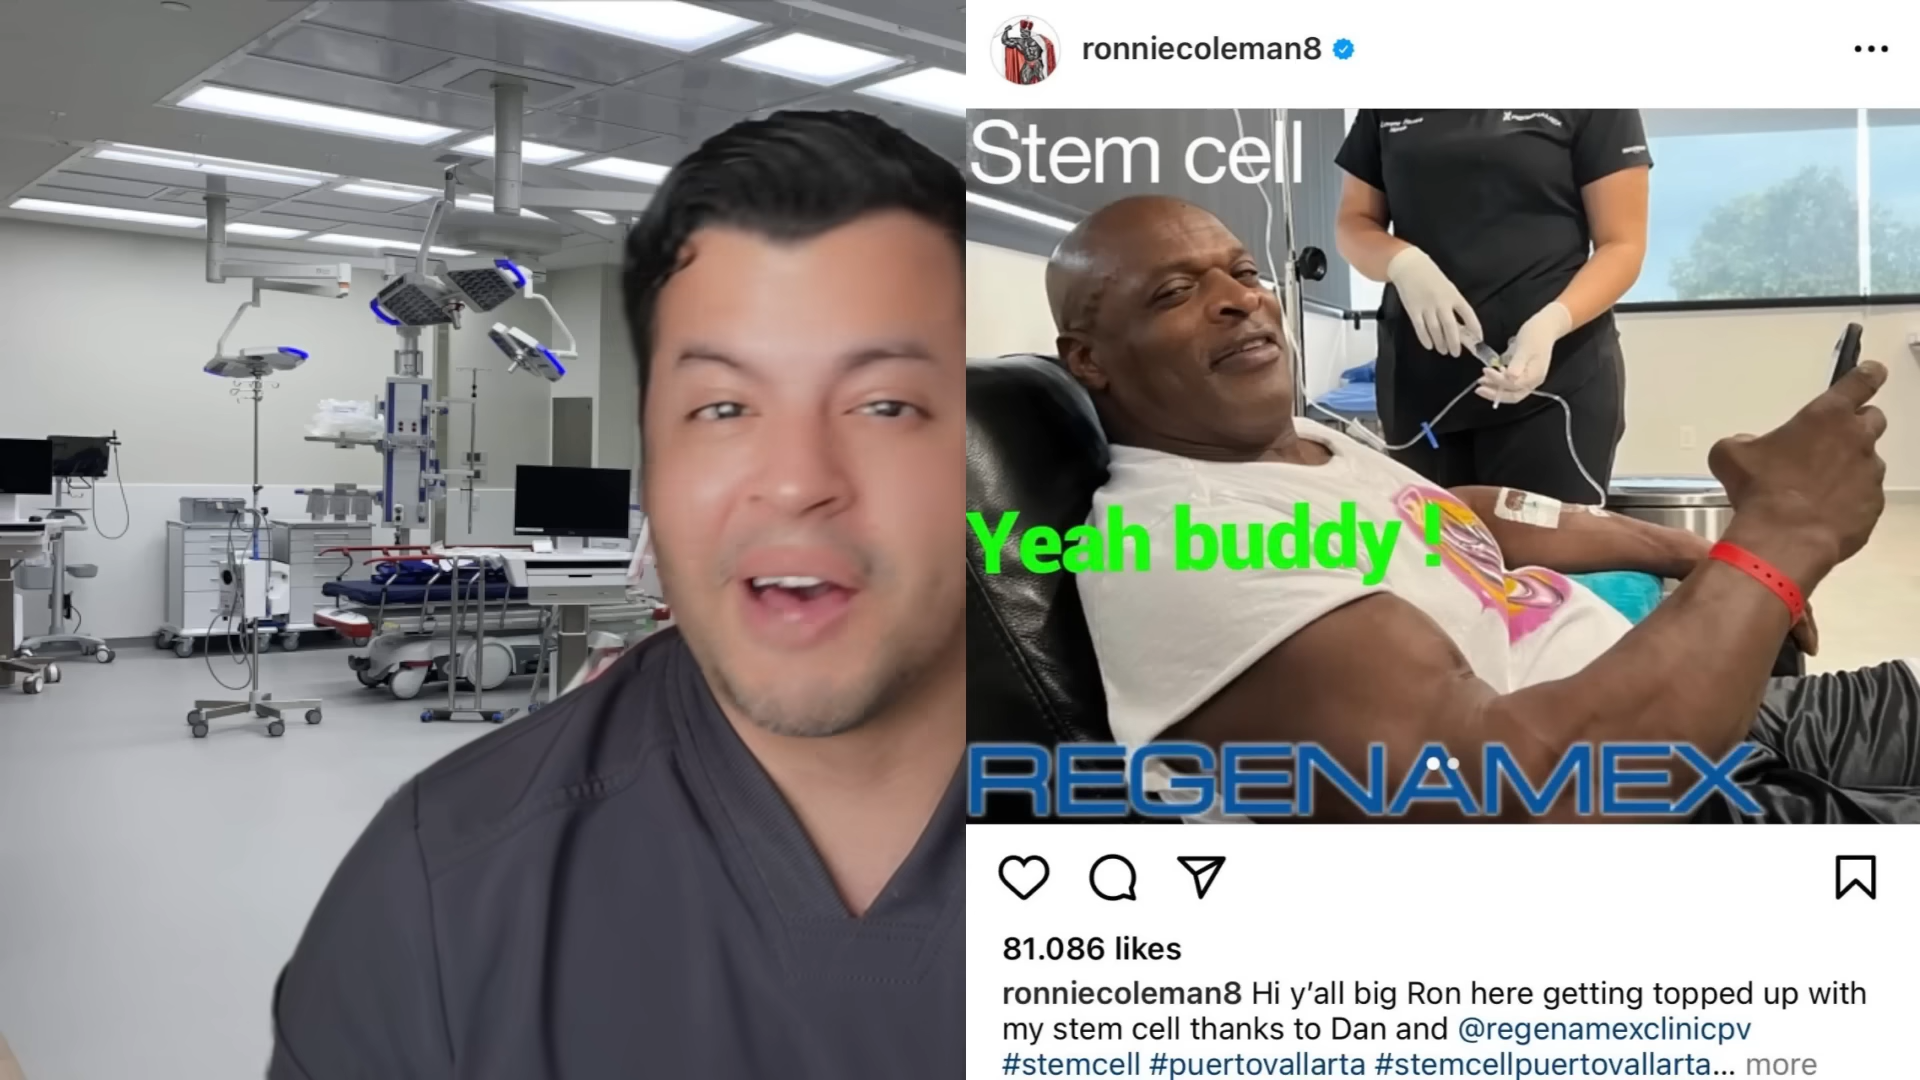 ronniecoleman8
Stem cell
Yeah buddy !
REGENAMEX
81.086 likes
ronniecoleman8 Hi y’all big Ron here getting topped up with
my stem cell thanks to Dan and @regenamexclinicpv
#stemcell #puertovallarta #stemcellpuertovallarta... more